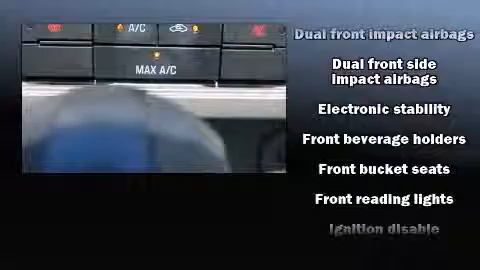 A/C
MAX A/C
Dual front impact airbags
Dual front side
impact airbags
Electronic stability
Front beverage holders
Front bucket seats
Front reading lights
Ignition disable